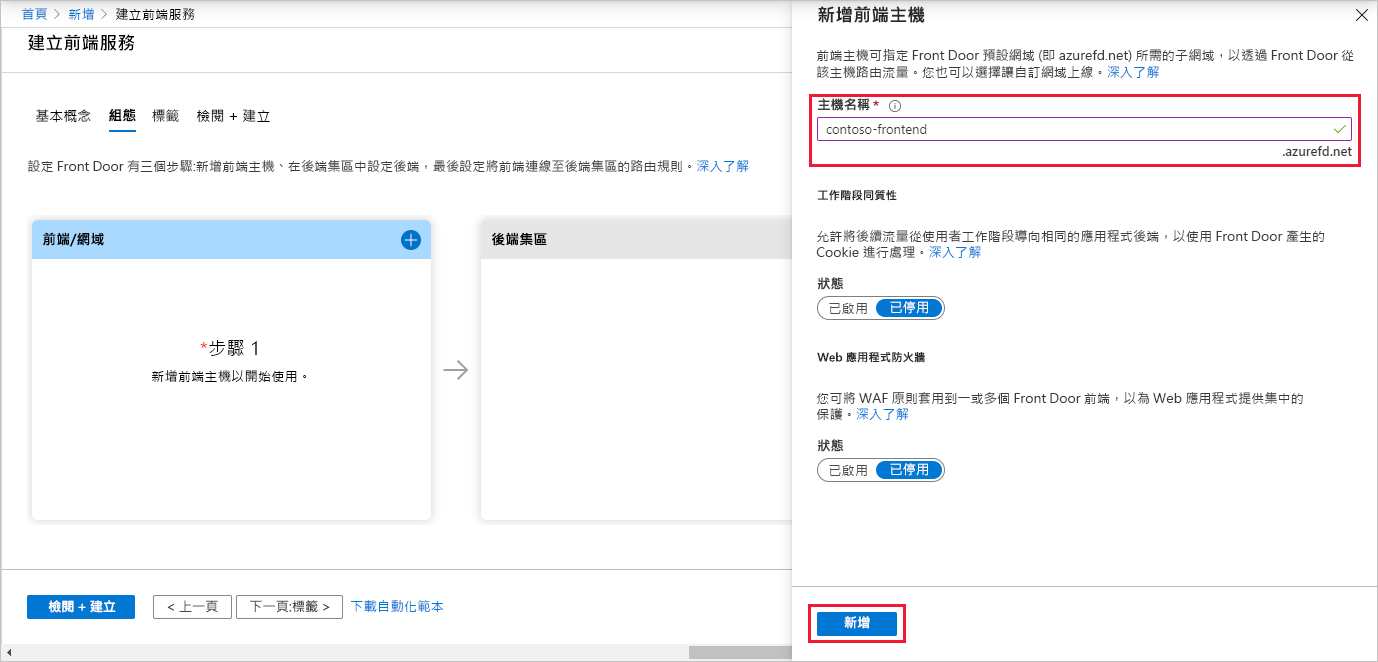 首頁 > 新增 > 建立前端服務
建立前端服務
基本概念 組態 標籤 檢閱 + 建立
設定 Front Door 有三個步驟:新增前端主機、在後端集區中設定後端，最後設定將前端連線至後端集區的路由規則。深入了解
前端/網域
*步驟 1
新增前端主機以開始使用。
後端集區
檢閱 + 建立
< 上一頁
下一頁:標籤 >
下載自動化範本
新增前端主機
前端主機可指定 Front Door 預設網域 (即 azurefd.net) 所需的子網域，以透過 Front Door 從
該主機路由流量。您也可以選擇讓自訂網域上線。深入了解
主機名稱 *
contoso-frontend
.azurefd.net
工作階段同質性
允許將後續流量從使用者工作階段導向相同的應用程式後端，以使用 Front Door 產生的
Cookie 進行處理。深入了解
狀態
已啟用 已停用
Web 應用程式防火牆
您可將 WAF 原則套用到一或多個 Front Door 前端，以為 Web 應用程式提供集中的
保護。深入了解
狀態
已啟用 已停用
新增